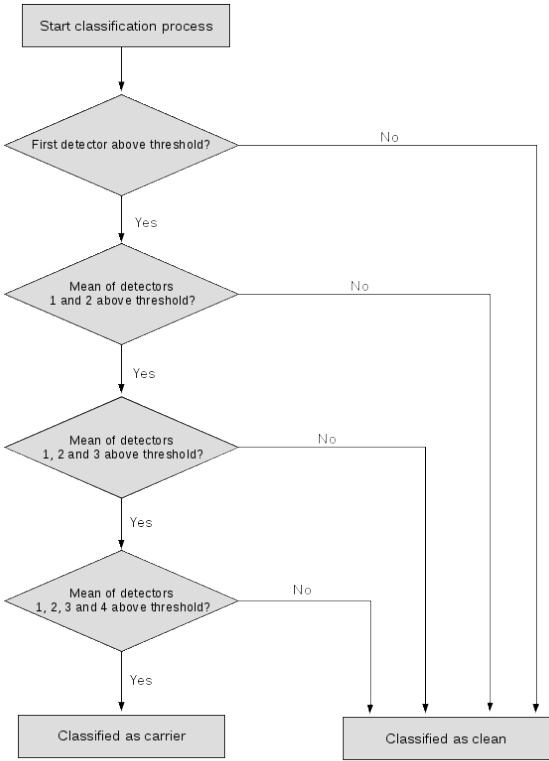 Start classification process
First detector above threshold?
No
Yes
Mean of detectors
1 and 2 above threshold?
No
Yes
Mean of detectors
1, 2 and 3 above threshold?
No
Yes
Mean of detectors
1, 2, 3 and 4 above threshold?
No
Yes
Classified as carrier
Classified as clean